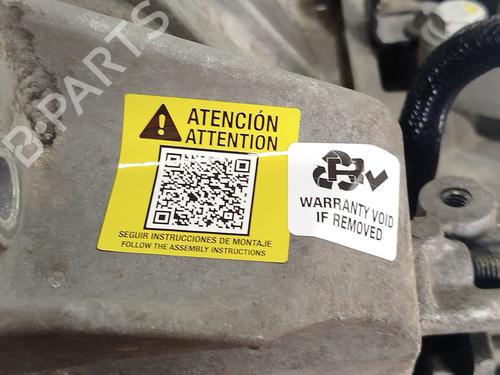 B-PARTS
ATENCIÓN
ATTENTION
SEGUIR INSTRUCCIONES DE MONTAJE
FOLLOW THE ASSEMBLY INSTRUCTIONS
WARRANTY VOID
IF REMOVED